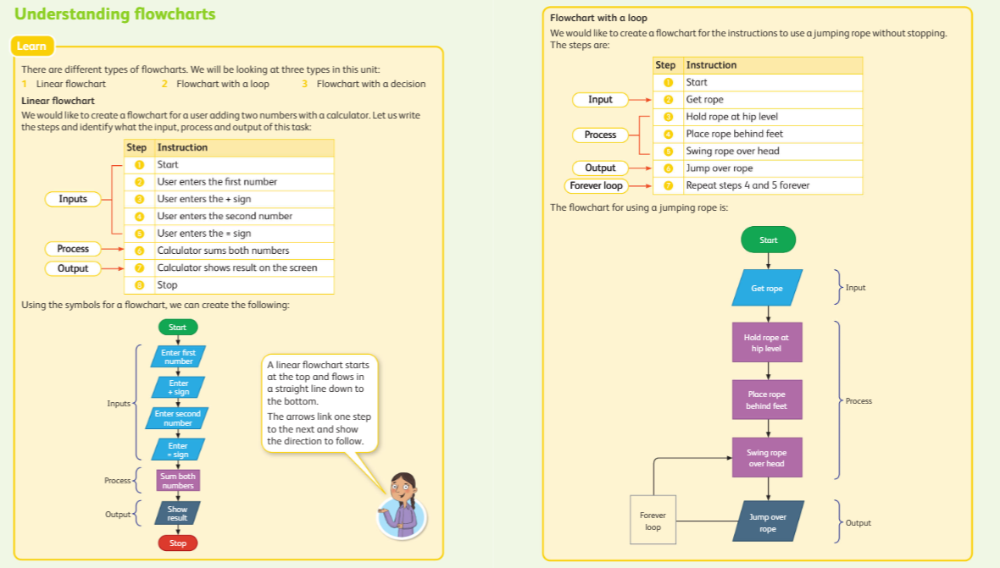 Understanding flowcharts
Learn
There are different types of flowcharts. We will be looking at three types in this unit:
1 Linear flowchart 2 Flowchart with a loop 3 Flowchart with a decision
Linear flowchart
We would like to create a flowchart for a user adding two numbers with a calculator. Let us write
the steps and identify what the input, process and output of this task:
Step Instruction
1 Start
2 User enters the first number
Inputs
3 User enters the + sign
4 User enters the second number
5 User enters the = sign
Process
6 Calculator sums both numbers
Output
7 Calculator shows result on the screen
8 Stop
Using the symbols for a flowchart, we can create the following:
Start
Enter first
number
Enter
+ sign
Inputs
Enter second
number
Enter
= sign
Process
Sum both
numbers
Output
Show
result
Stop
A linear flowchart starts
at the top and flows in
a straight line down to
the bottom.
The arrows link one step
to the next and show
the direction to follow.
Flowchart with a loop
We would like to create a flowchart for the instructions to use a jumping rope without stopping.
The steps are:
Step Instruction
1 Start
Input
2 Get rope
3 Hold rope at hip level
Process
4 Place rope behind feet
5 Swing rope over head
Output
6 Jump over rope
Forever loop
7 Repeat steps 4 and 5 forever
The flowchart for using a jumping rope is:
Start
Get rope
Input
Hold rope at
hip level
Place rope
behind feet
Process
Swing rope
over head
Forever
loop
Jump over
rope
Output